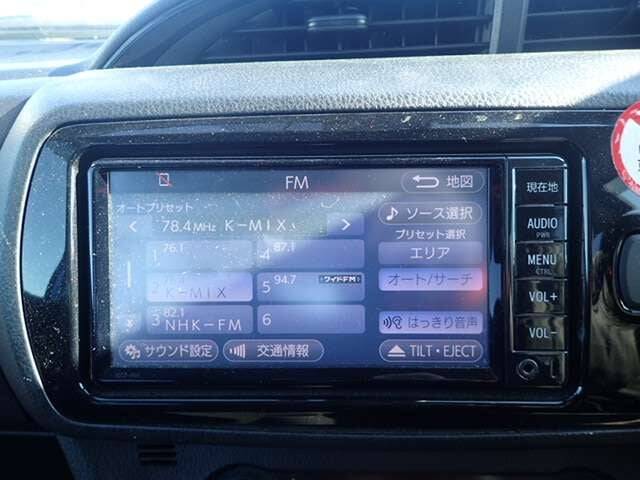 FM
地図
オートプリセット
78.4MHz K-MIX
ソース選択
プリセット選択
1 76.1
4 87.1
エリア
2
K-MIX
5 94.7 ワイドFM
オート/サーチ
3 82.1
NHK-FM
6
はっきり音声
サウンド設定
交通情報
TILT・EJECT
現在地
AUDIO
PWR
MENU
CTRL
VOL+
VOL-